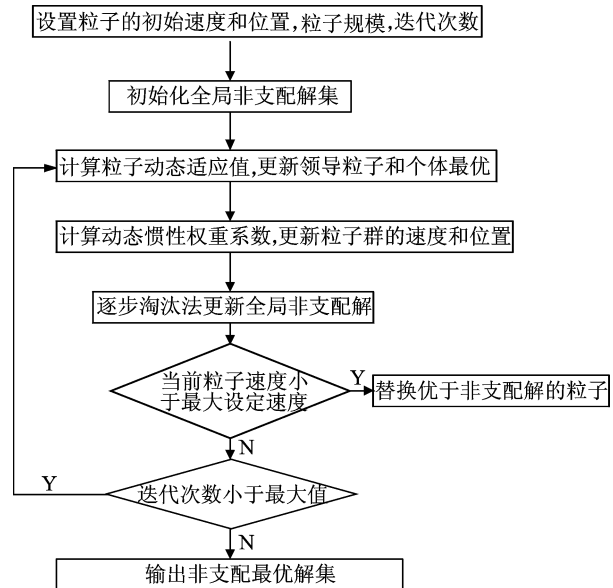 设置粒子的初始速度和位置,粒子规模,迭代次数
初始化全局非支配解集
计算粒子动态适应值,更新领导粒子和个体最优
计算动态惯性权重系数,更新粒子群的速度和位置
逐步淘汰法更新全局非支配解
当前粒子速度小
于最大设定速度
Y
替换优于非支配解的粒子
N
迭代次数小于最大值
Y
N
输出非支配最优解集